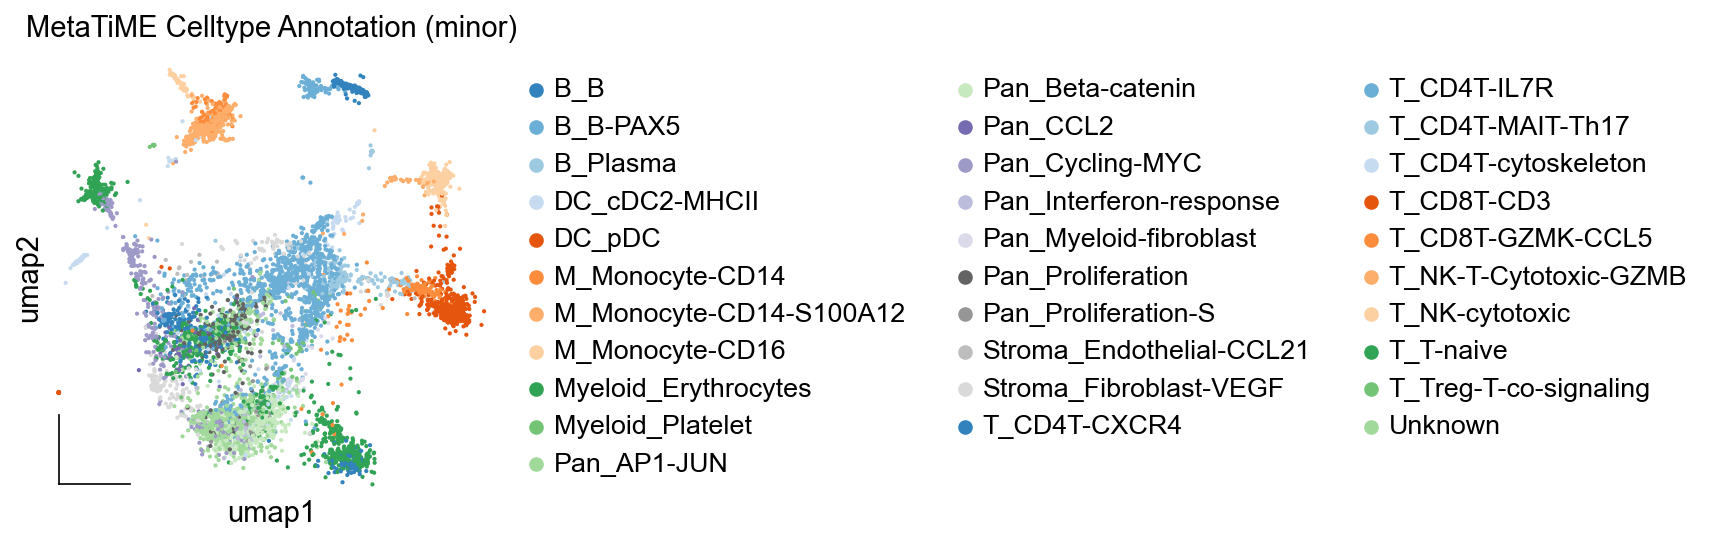 MetaTiME Celltype Annotation (minor)
B_B
B_B-PAX5
B_Plasma
DC_cDC2-MHCII
DC_pDC
M_Monocyte-CD14
M_Monocyte-CD14-S100A12
M_Monocyte-CD16
Myeloid_Erythrocytes
Myeloid_Platelet
Pan_AP1-JUN
Pan_Beta-catenin
Pan_CCL2
Pan_Cycling-MYC
Pan_Interferon-response
Pan_Myeloid-fibroblast
Pan_Proliferation
Pan_Proliferation-S
Stroma_Endothelial-CCL21
Stroma_Fibroblast-VEGF
T_CD4T-CXCR4
T_CD4T-IL7R
T_CD4T-MAIT-Th17
T_CD4T-cytoskeleton
T_CD8T-CD3
T_CD8T-GZMK-CCL5
T_NK-T-Cytotoxic-GZMB
T_NK-cytotoxic
T_T-naive
T_Treg-T-co-signaling
Unknown
umap2
umap1